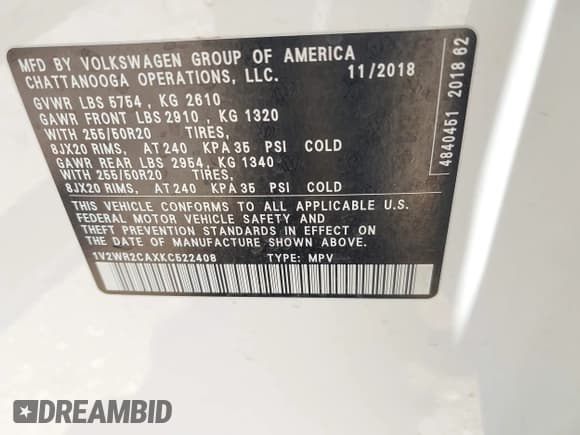 MFD BY VOLKSWAGEN GROUP OF AMERICA
CHATTANOOGA OPERATIONS, LLC. 11/2018
GVWR LBS 5754 , KG 2610
GAWR FRONT LBS 2910 , KG 1320
WITH 255/50R20 TIRES,
8JX20 RIMS, AT 240 KPA 35 PSI COLD
GAWR REAR LBS 2954, KG 1340
WITH 255/50R20 TIRES,
8JX20 RIMS, AT 240 KPA 35 PSI COLD
THIS VEHICLE CONFORMS TO ALL APPLICABLE U.S.
FEDERAL MOTOR VEHICLE SAFETY AND
THEFT PREVENTION STANDARDS IN EFFECT ON THE
DATE OF MANUFACTURE SHOWN ABOVE.
1V2WR2CAXKC522408 TYPE: MPV
4840451 2018 62
DREAMBID